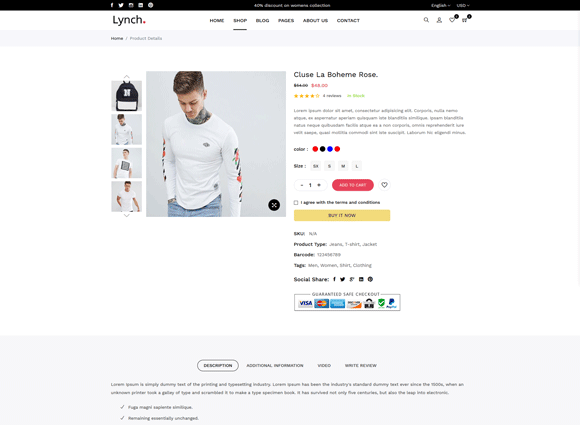 40% discount on womens collection
English
USD
Lynch.
HOME SHOP BLOG PAGES ABOUT US CONTACT
Home / Product Details
Cluse La Boheme Rose.
$54.00 $48.00
4 reviews In Stock
Lorem ipsum dolor sit amet, consectetur adipisicing elit. Corporis, nulla nemo
itaque, ex aspernatur aperiam quisquam blanditiis molestiae similique. Ipsam blanditiis
natus neque quibusdam facilis atque ea a non corporis, omnis reprehenderit iure
velit saepe, quasi mollitia commodi sint iste suscipit. Laborum hic eligendi minus.
color :
Size : S M L
- 1 +
ADD TO CART
I agree with the terms and conditions
BUY IT NOW
SKU: N/A
Product Type: Jeans, T-shirt, Jacket
Barcode: 123456789
Tags: Men, Women, Shirt, Clothing
Social Share:
GUARANTEED SAFE CHECKOUT
VISA PayPal
DESCRIPTION ADDITIONAL INFORMATION VIDEO WRITE REVIEW
Lorem Ipsum is simply dummy text of the printing and typesetting industry. Lorem Ipsum has been the industry's standard dummy text ever since the 1500s, when an
unknown printer took a galley of type and scrambled it to make a type specimen book. It has survived not only five centuries, but also the leap into electronic.
Fuga magni sapiente similique.
Remaining essentially unchanged.